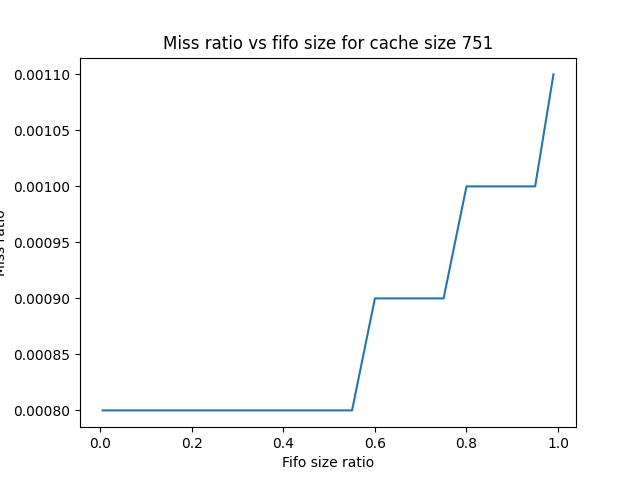 Miss ratio vs fifo size for cache size 751
0.00110
0.00105
0.00100
0.00095
0.00090
0.00085
0.00080
Miss ratio
0.0 0.2 0.4 0.6 0.8 1.0
Fifo size ratio